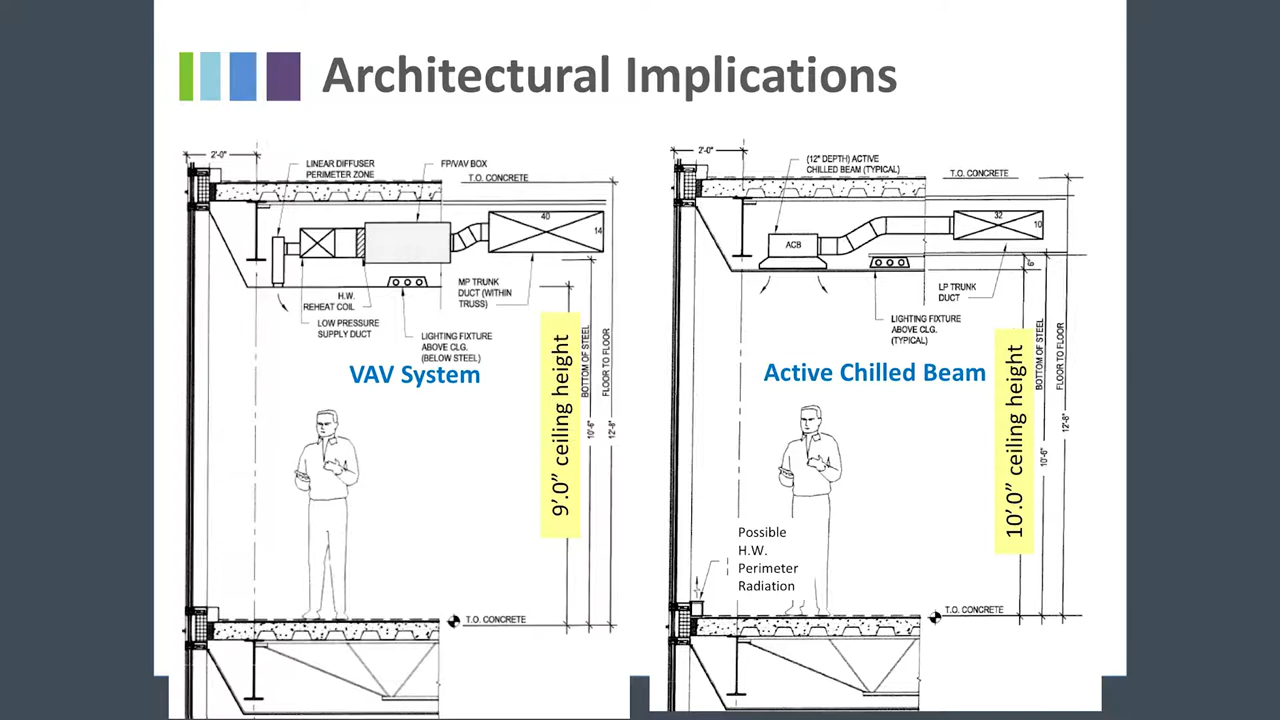 Architectural Implications
2'-0"
LINEAR DIFFUSER
PERIMETER ZONE
FP/VAV BOX
T.O. CONCRETE
40
14
H.W.
REHEAT COIL
LOW PRESSURE
SUPPLY DUCT
MP TRUNK
DUCT (WITHIN
TRUSS)
LIGHTING FIXTURE
ABOVE CLG.
(BELOW STEEL)
VAV System
9'.0” ceiling height
BOTTOM OF STEEL
10'-6"
FLOOR TO FLOOR
12'-8"
T.O. CONCRETE
2'-0"
(12" DEPTH) ACTIVE
CHILLED BEAM (TYPICAL)
T.O. CONCRETE
ACB
32
10
6"
LP TRUNK
DUCT
LIGHTING FIXTURE
ABOVE CLG.
(TYPICAL)
Active Chilled Beam
10'.0” ceiling height
BOTTOM OF STEEL
10'-6"
FLOOR TO FLOOR
12'-8"
Possible
H.W.
Perimeter
Radiation
T.O. CONCRETE